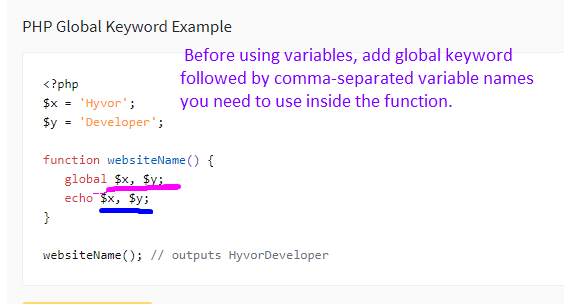 PHP Global Keyword Example
Before using variables, add global keyword
followed by comma-separated variable names
you need to use inside the function.
<?php
$x = 'Hyvor';
$y = 'Developer';
function websiteName() {
global $x, $y;
echo $x, $y;
}
websiteName(); // outputs HyvorDeveloper